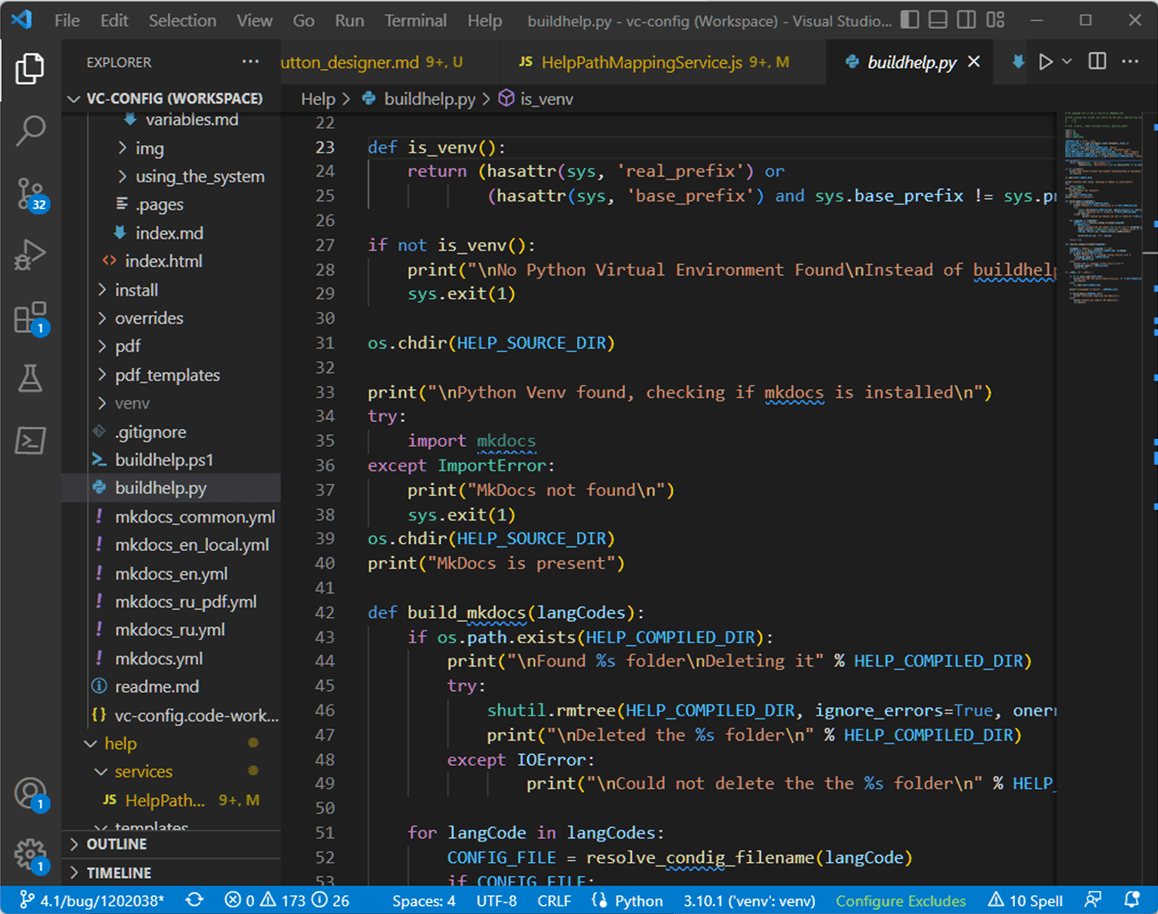 File Edit Selection View Go Run Terminal Help buildhelp.py - vc-config (Workspace) - Visual Studio...
EXPLORER ... utton_designer.md 9+, U JS HelpPathMappingService.js 9+, M buildhelp.py
VC-CONFIG (WORKSPACE)
Help > buildhelp.py > is_venv
variables.md
img
using_the_system
.pages
index.md
index.html
install
overrides
pdf
pdf_templates
venv
.gitignore
buildhelp.ps1
buildhelp.py
mkdocs_common.yml
mkdocs_en_local.yml
mkdocs_en.yml
mkdocs_ru_pdf.yml
mkdocs_ru.yml
mkdocs.yml
readme.md
{} vc-config.code-work...
help
services
JS HelpPath... 9+, M
templates
OUTLINE
TIMELINE
32
1
1
1
22
23 def is_venv():
24 return (hasattr(sys, 'real_prefix') or
25 (hasattr(sys, 'base_prefix') and sys.base_prefix != sys.pr
26
27 if not is_venv():
28 print("\nNo Python Virtual Environment Found\nInstead of buildhelp
29 sys.exit(1)
30
31 os.chdir(HELP_SOURCE_DIR)
32
33 print("\nPython Venv found, checking if mkdocs is installed\n")
34 try:
35 import mkdocs
36 except ImportError:
37 print("MkDocs not found\n")
38 sys.exit(1)
39 os.chdir(HELP_SOURCE_DIR)
40 print("MkDocs is present")
41
42 def build_mkdocs(langCodes):
43 if os.path.exists(HELP_COMPILED_DIR):
44 print("\nFound %s folder\nDeleting it" % HELP_COMPILED_DIR)
45 try:
46 shutil.rmtree(HELP_COMPILED_DIR, ignore_errors=True, onerr
47 print("\nDeleted the %s folder\n" % HELP_COMPILED_DIR)
48 except IOError:
49 print("\nCould not delete the the %s folder\n" % HELP_
50
51 for langCode in langCodes:
52 CONFIG_FILE = resolve_condig_filename(langCode)
53 if CONFIG_FILE:
4.1/bug/1202038* 0 173 26 Spaces: 4 UTF-8 CRLF Python 3.10.1 ('venv': venv) Configure Excludes 10 Spell